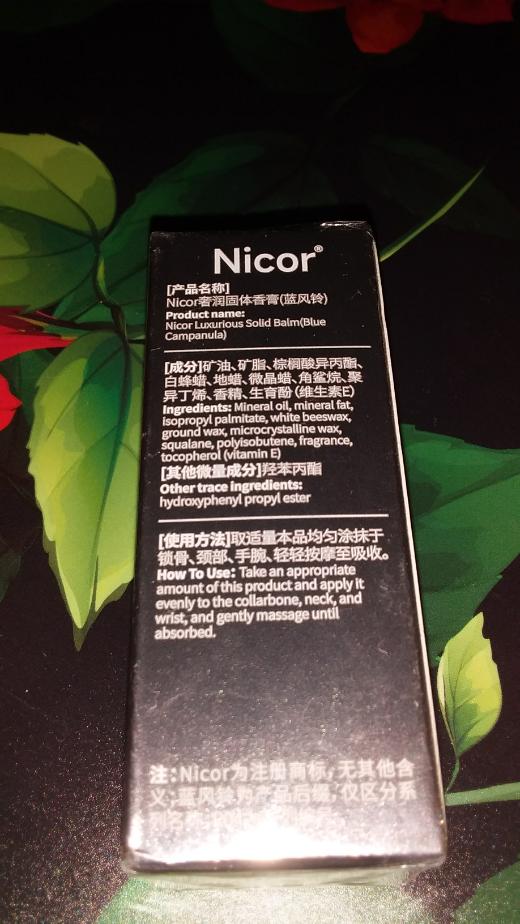 Nicor®
[产品名称]
Nicor奢润固体香膏(蓝风铃)
Product name:
Nicor Luxurious Solid Balm(Blue
Campanula)
[成分]矿油、矿脂、棕榈酸异丙酯、
白蜂蜡、地蜡、微晶蜡、角鲨烷、聚
异丁烯、香精、生育酚(维生素E)
Ingredients: Mineral oil, mineral fat,
isopropyl palmitate, white beeswax,
ground wax, microcrystalline wax,
squalane, polyisobutene, fragrance,
tocopherol (vitamin E)
[其他微量成分]羟苯丙酯
Other trace ingredients:
hydroxyphenyl propyl ester
[使用方法]取适量本品均匀涂抹于
锁骨、颈部、手腕、轻轻按摩至吸收。
How To Use: Take an appropriate
amount of this product and apply it
evenly to the collarbone, neck, and
wrist, and gently massage until
absorbed.
注:Nicor为注册商标,无其他含
义;蓝风铃为产品后缀,仅区分系